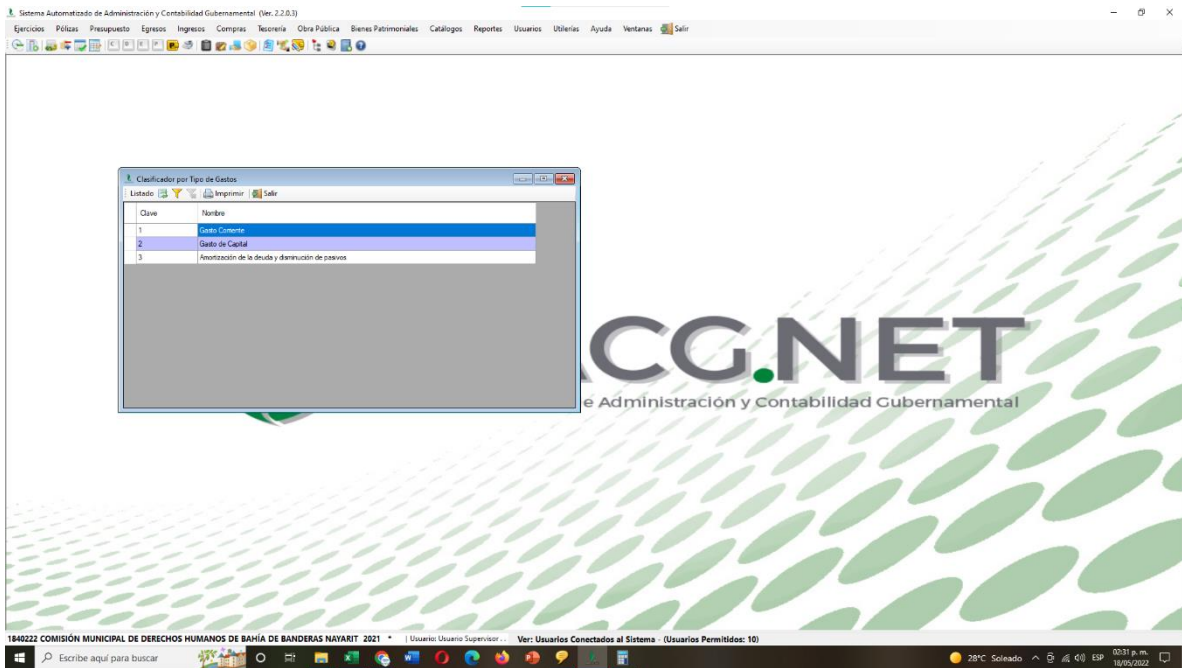 Sistema Automatizado de Administración y Contabilidad Gubernamental (Ver. 2.2.0.3)
Ejercicios Pólizas Presupuesto Egresos Ingresos Compras Tesorería Obra Pública Bienes Patrimoniales Catálogos Reportes Usuarios Utilerías Ayuda Ventanas Salir
Clasificador por Tipo de Gastos
Listado Imprimir Salir
Clave Nombre
1 Gasto Corriente
2 Gasto de Capital
3 Amortización de la deuda y disminución de pasivos
CG.NET
e Administración y Contabilidad Gubernamental
1840222 COMISIÓN MUNICIPAL DE DERECHOS HUMANOS DE BAHÍA DE BANDERAS NAYARIT 2021 * | Usuario: Usuario Supervisor . . Ver: Usuarios Conectados al Sistema - (Usuarios Permitidos: 10)
Escribe aquí para buscar 28°C Soleado ESP 02:31 p. m.
18/05/2022